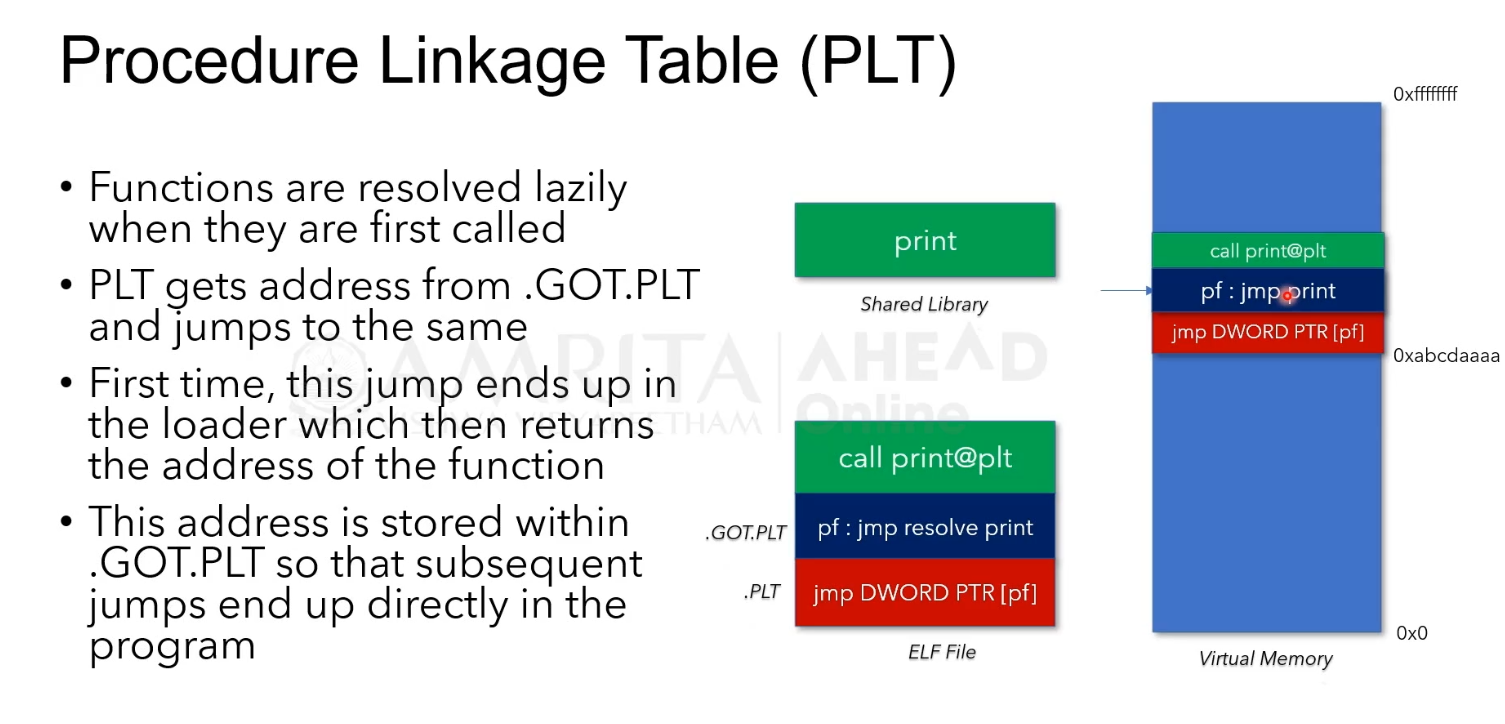 Procedure Linkage Table (PLT)
• Functions are resolved lazily
when they are first called
• PLT gets address from .GOT.PLT
and jumps to the same
• First time, this jump ends up in
the loader which then returns
the address of the function
• This address is stored within
.GOT.PLT so that subsequent
jumps end up directly in the
program
AMRITA
VISHWA VIDYAPEETHAM
AHEAD
Online
print
Shared Library
call print@plt
.GOT.PLT
pf : jmp resolve print
.PLT
jmp DWORD PTR [pf]
ELF File
0xffffffff
call print@plt
pf : jmp print
jmp DWORD PTR [pf]
0xabcdaaaa
0x0
Virtual Memory